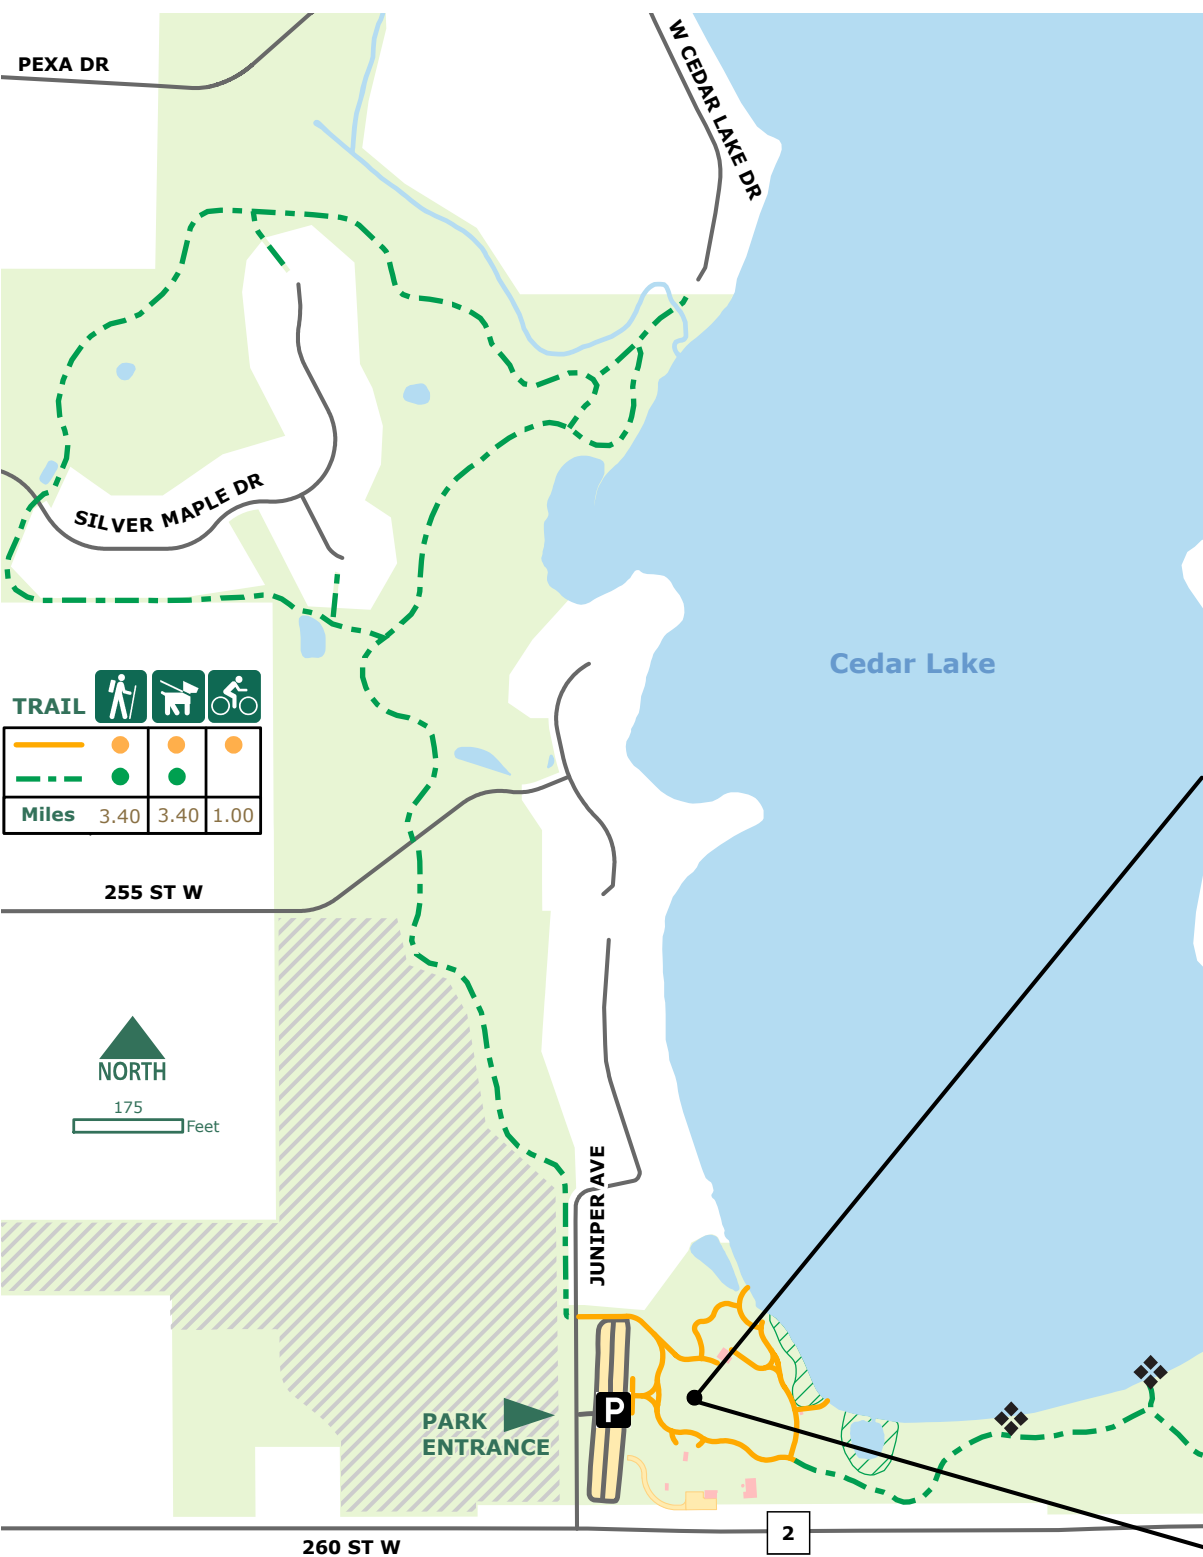 PEXA DR
W CEDAR LAKE DR
SILVER MAPLE DR
Cedar Lake
TRAIL
Miles 3.40 3.40 1.00
255 ST W
NORTH
175
Feet
JUNIPER AVE
P
PARK
ENTRANCE
2
260 ST W